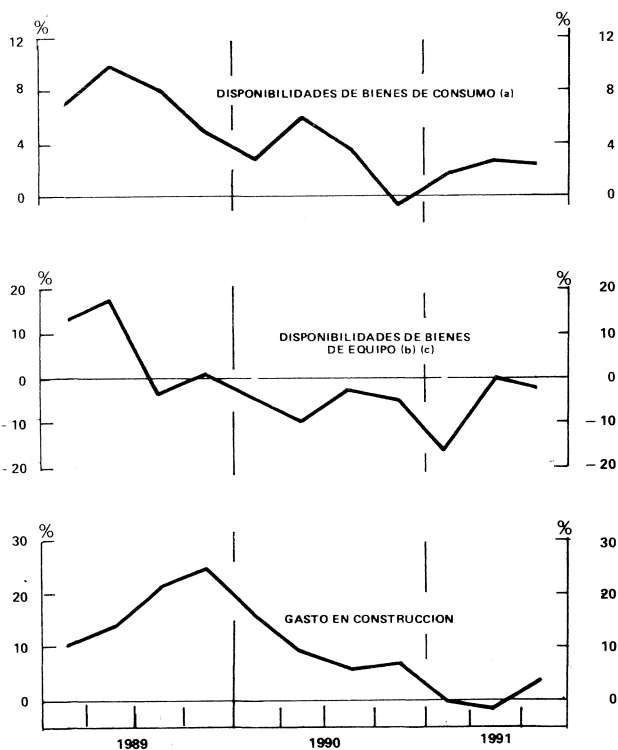 % %
12 12
8 8
DISPONIBILIDADES DE BIENES DE CONSUMO (a)
4 4
0 0
% %
20 20
10 10
DISPONIBILIDADES DE BIENES
DE EQUIPO (b) (c)
0 0
- 10 - 10
- 20 - 20
% %
30 30
20 20
GASTO EN CONSTRUCCION
10 10
0 0
1989 1990 1991